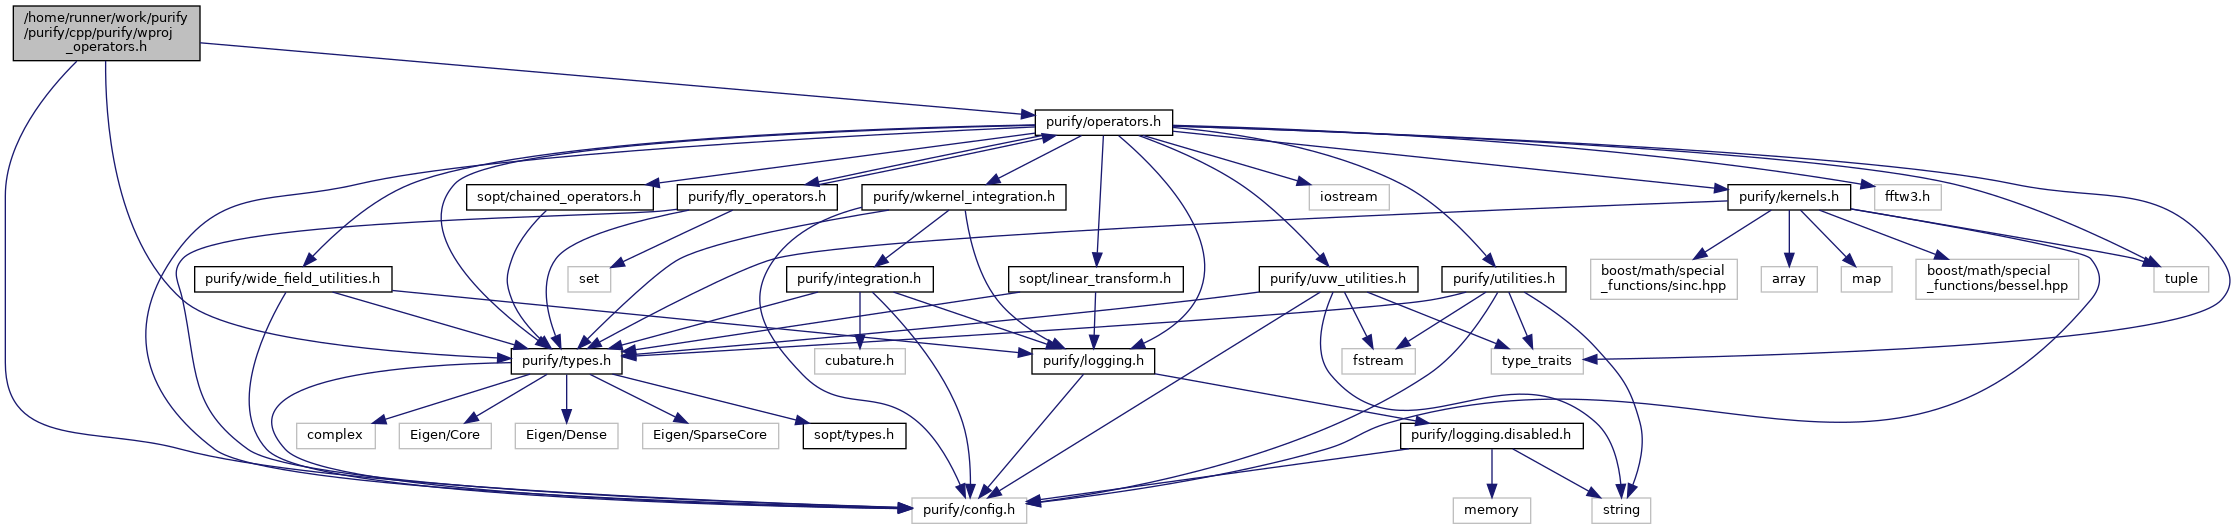 /home/runner/work/purify
/purify/cpp/purify/wproj
_operators.h
purify/operators.h
sopt/chained_operators.h
purify/fly_operators.h
purify/wkernel_integration.h
iostream
purify/kernels.h
fftw3.h
purify/wide_field_utilities.h
set
purify/integration.h
sopt/linear_transform.h
purify/uvw_utilities.h
purify/utilities.h
boost/math/special
_functions/sinc.hpp
array
map
boost/math/special
_functions/bessel.hpp
tuple
purify/types.h
cubature.h
purify/logging.h
fstream
type_traits
complex
Eigen/Core
Eigen/Dense
Eigen/SparseCore
sopt/types.h
purify/logging.disabled.h
purify/config.h
memory
string